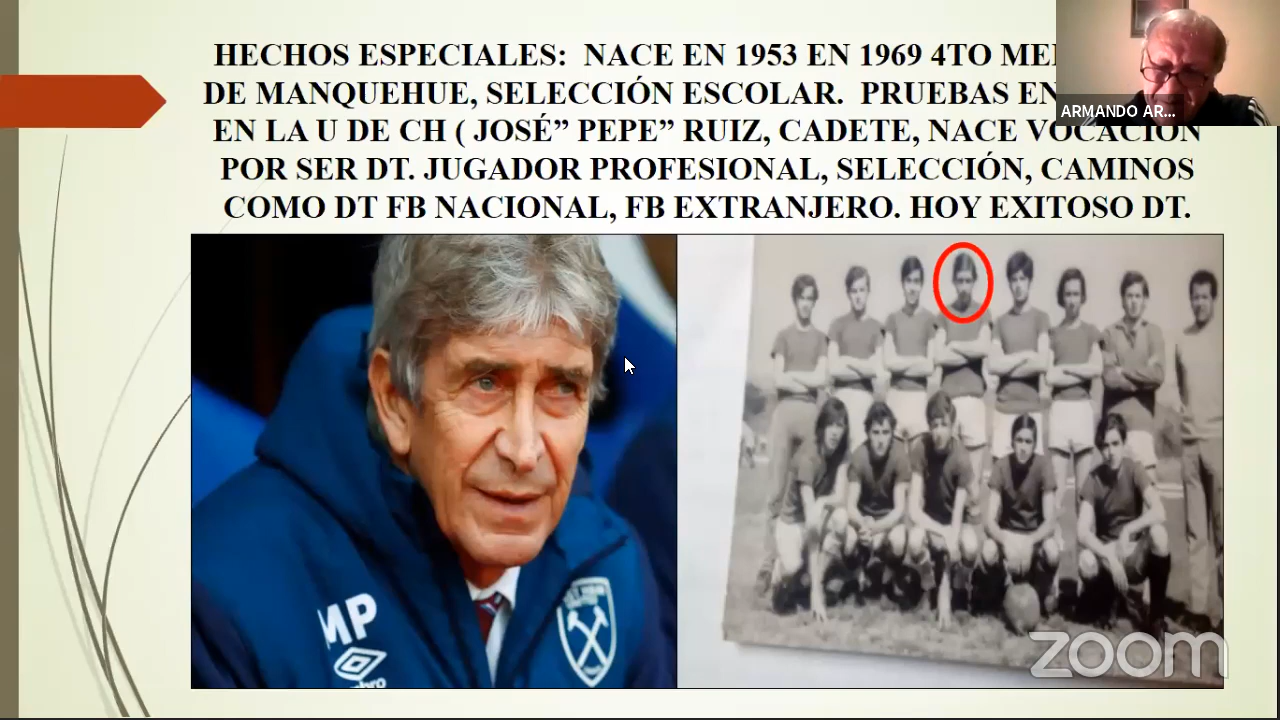 HECHOS ESPECIALES: NACE EN 1953 EN 1969 4TO
DE MANQUEHUE, SELECCIÓN ESCOLAR. PRUEBAS EN
EN LA U DE CH ( JOSÉ” PEPE” RUIZ, CADETE, NACE VOCACIÓN
POR SER DT. JUGADOR PROFESIONAL, SELECCIÓN, CAMINOS
COMO DT FB NACIONAL, FB EXTRANJERO. HOY EXITOSO DT.
ARMANDO AR...
MP
zoom